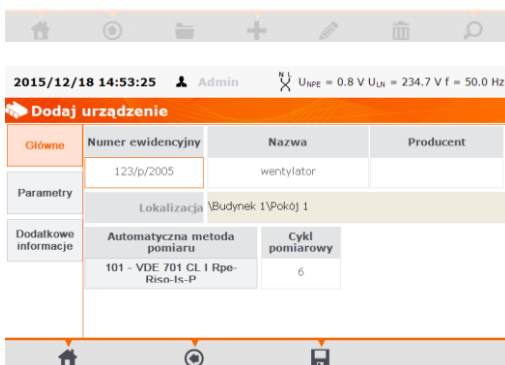 2015/12/18 14:53:25 Admin N L UNPE = 0.8 V ULN = 234.7 V f = 50.0 Hz
Dodaj urządzenie
Główne
Numer ewidencyjny Nazwa Producent
123/p/2005 wentylator
Parametry
Lokalizacja \Budynek 1\Pokój 1
Dodatkowe
informacje
Automatyczna metoda
pomiaru
Cykl
pomiarowy
101 - VDE 701 CL I Rpe-
Riso-Is-P
6